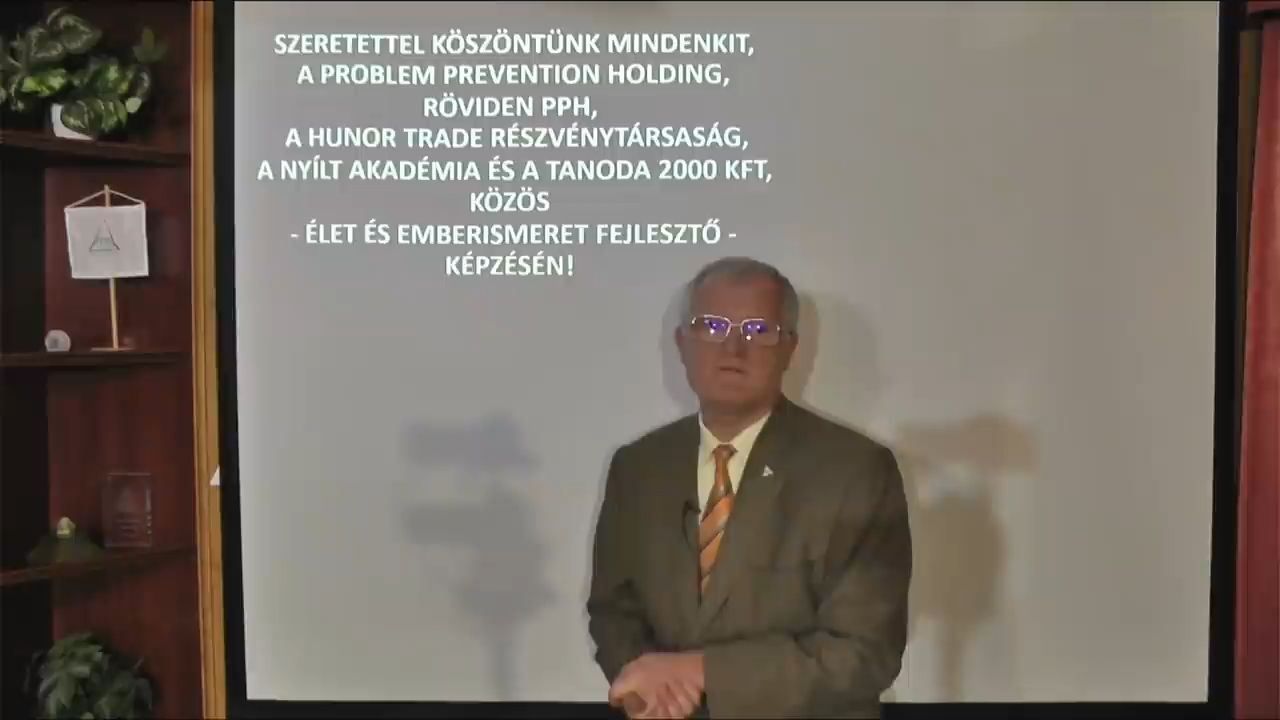 SZERETETTEL KÖSZÖNTÜNK MINDENKIT,
A PROBLEM PREVENTION HOLDING,
RÖVIDEN PPH,
A HUNOR TRADE RÉSZVÉNYTÁRSASÁG,
A NYÍLT AKADÉMIA ÉS A TANODA 2000 KFT,
KÖZÖS
- ÉLET ÉS EMBERISMERET FEJLESZTŐ -
KÉPZÉSÉN!